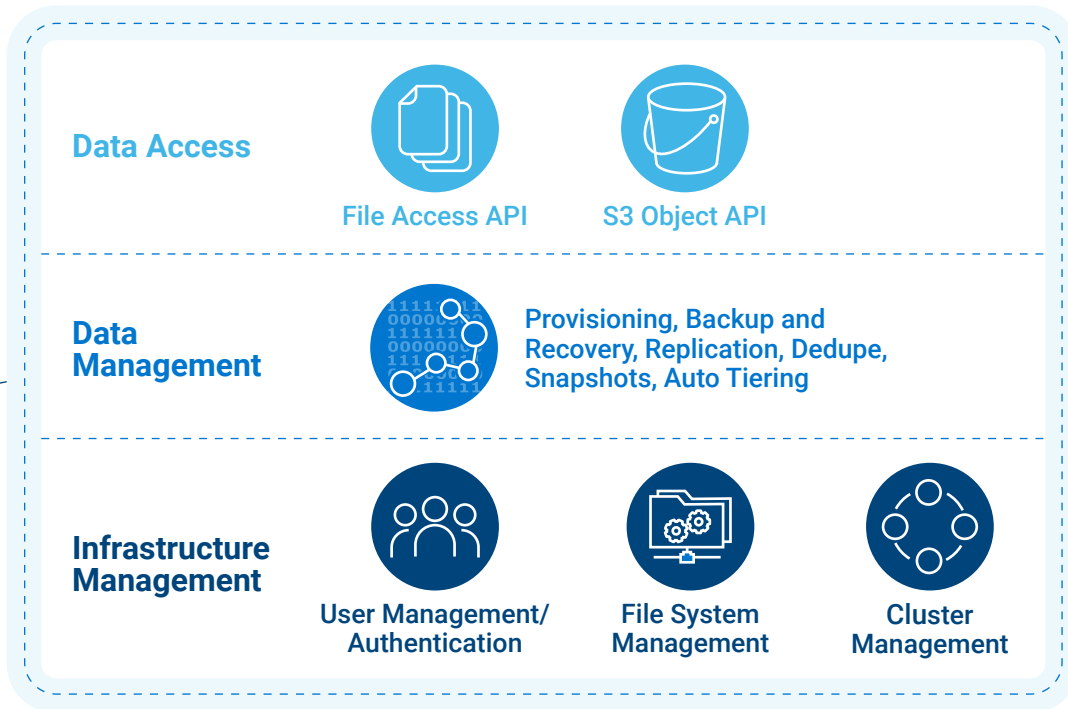 Data Access
File Access API
S3 Object API
Data
Management
Provisioning, Backup and
Recovery, Replication, Dedupe,
Snapshots, Auto Tiering
Infrastructure
Management
User Management/
Authentication
File System
Management
Cluster
Management